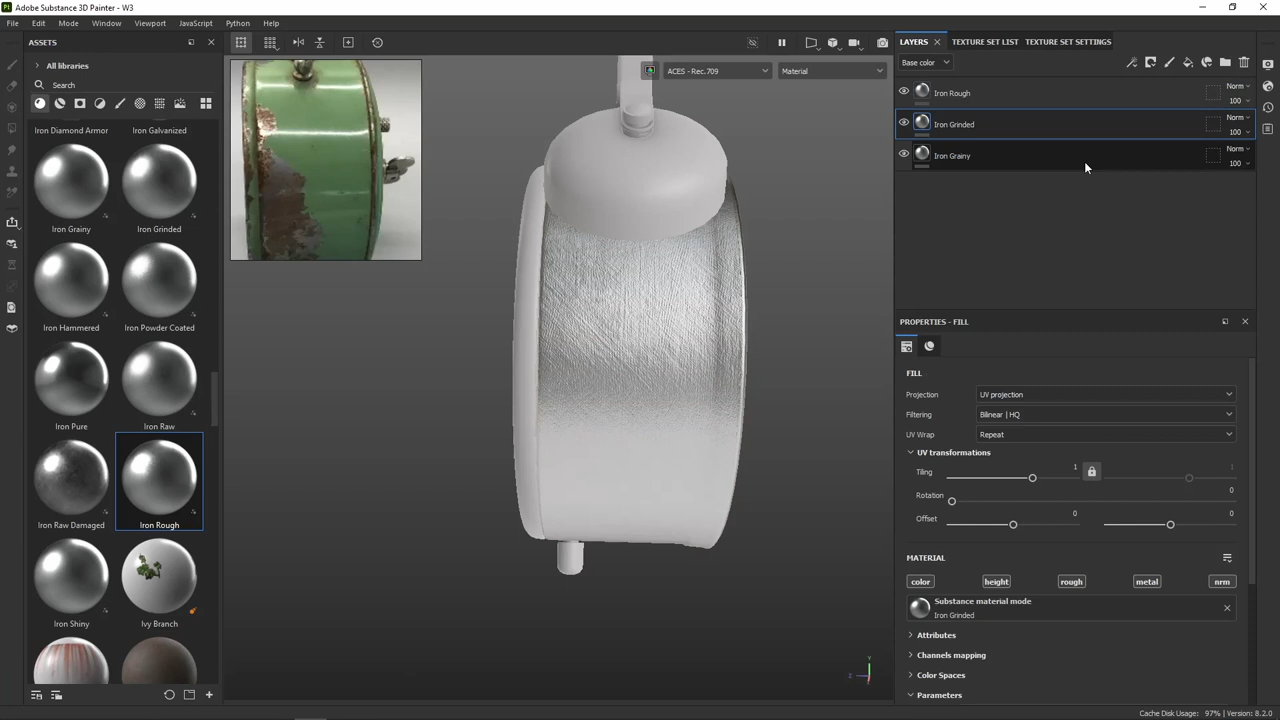 Adobe Substance 3D Painter - W3
File Edit Mode Window Viewport JavaScript Python Help
ASSETS
All libraries
Search
Iron Diamond Armor Iron Galvanized
Iron Grainy Iron Grinded
Iron Hammered Iron Powder Coated
Iron Pure Iron Raw
Iron Raw Damaged Iron Rough
Iron Shiny Ivy Branch
ACES - Rec.709 Material
Y
Z
LAYERS TEXTURE SET LIST TEXTURE SET SETTINGS
Base color
Iron Rough Norm
100
Iron Grinded Norm
100
Iron Grainy Norm
100
PROPERTIES - FILL
FILL
Projection UV projection
Filtering Bilinear | HQ
UV Wrap Repeat
UV transformations
Tiling 1 1
Rotation 0
Offset 0 0
MATERIAL
color height rough metal nrm
Substance material mode
Iron Grinded
Attributes
Channels mapping
Color Spaces
Parameters
Cache Disk Usage: 97% | Version: 8.2.0